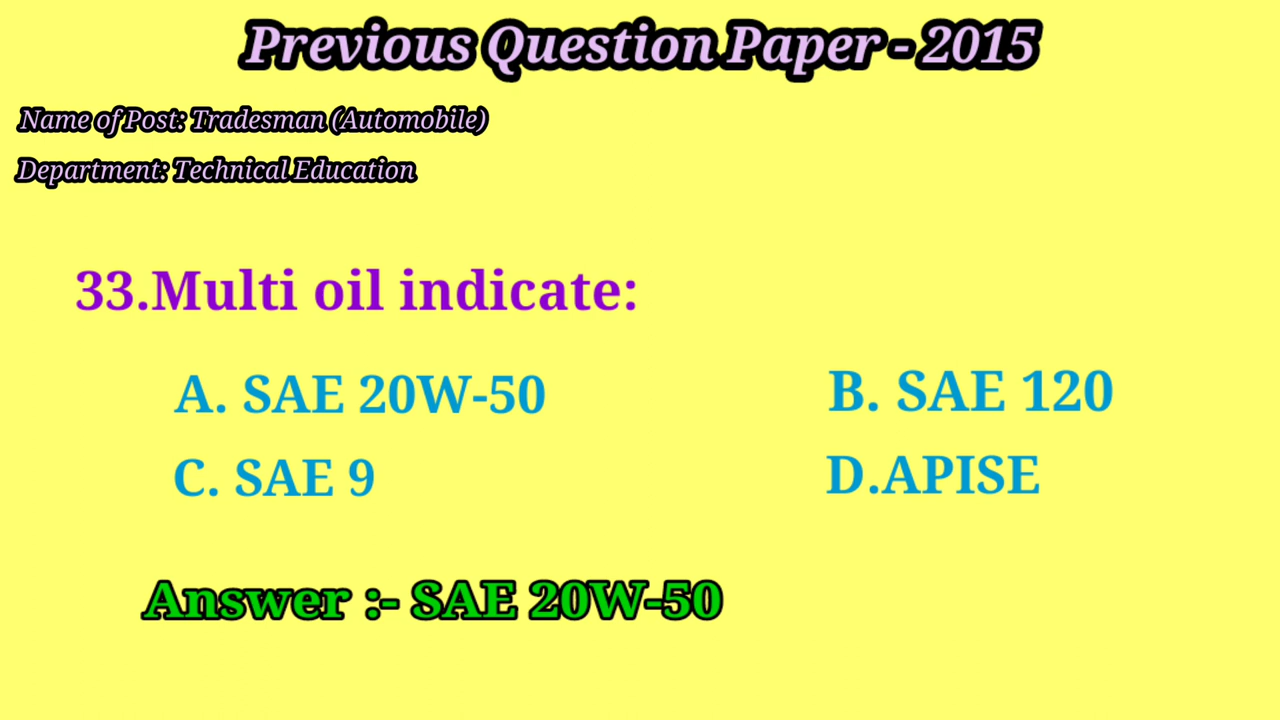 Previous Question Paper - 2015
Name of Post: Tradesman (Automobile)
Department: Technical Education
33.Multi oil indicate:
A. SAE 20W-50
B. SAE 120
C. SAE 9
D.APISE
Answer :- SAE 20W-50